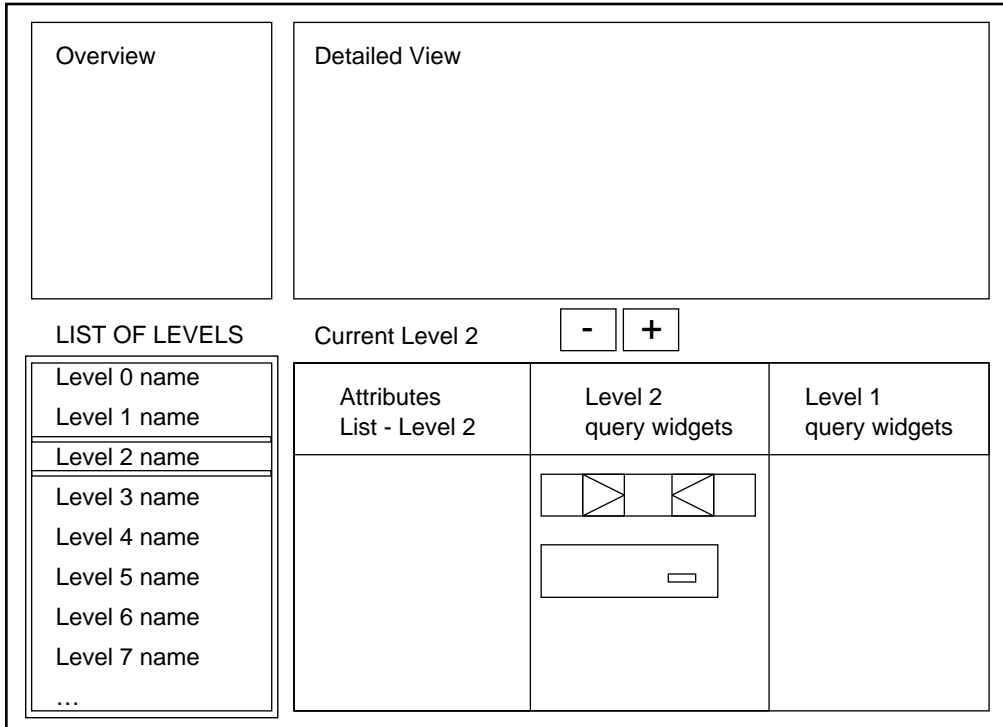 Overview
Detailed View
LIST OF LEVELS
Current Level 2
-
+
Level 0 name
Level 1 name
Level 2 name
Level 3 name
Level 4 name
Level 5 name
Level 6 name
Level 7 name
…
Attributes
List - Level 2
Level 2
query widgets
Level 1
query widgets